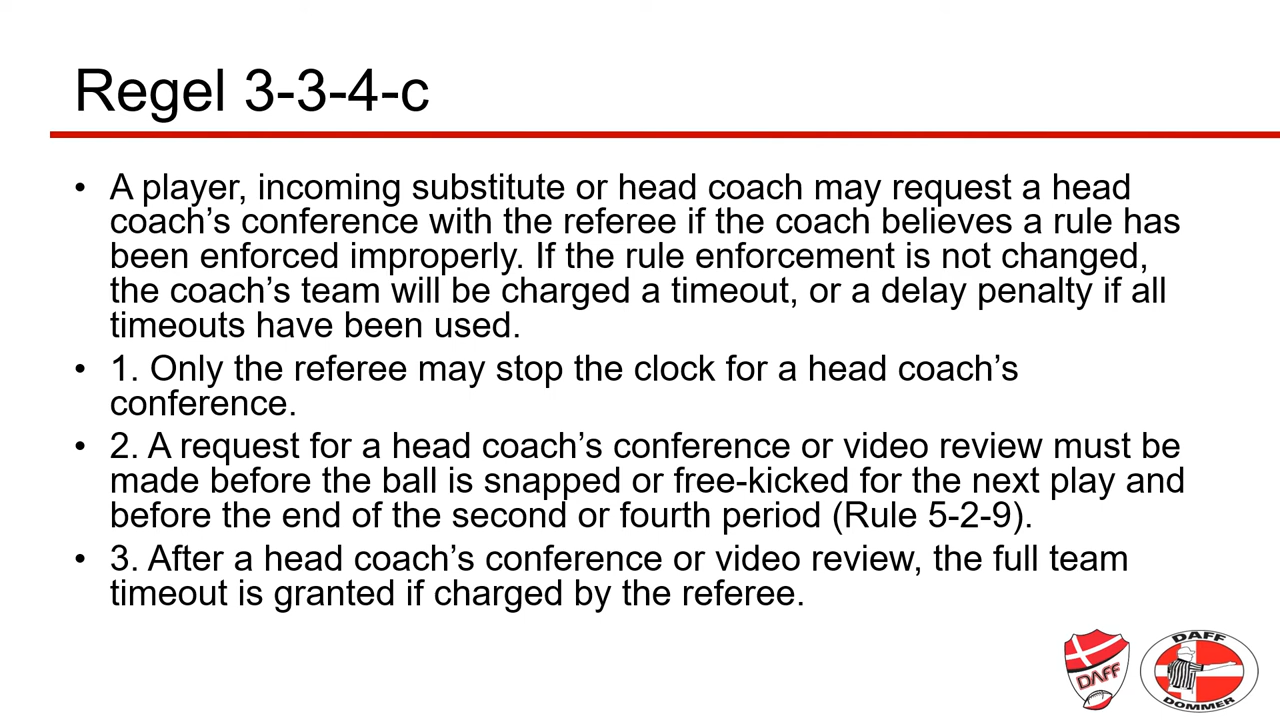 Regel 3-3-4-c
• A player, incoming substitute or head coach may request a head
coach’s conference with the referee if the coach believes a rule has
been enforced improperly. If the rule enforcement is not changed,
the coach’s team will be charged a timeout, or a delay penalty if all
timeouts have been used.
• 1. Only the referee may stop the clock for a head coach’s
conference.
• 2. A request for a head coach’s conference or video review must be
made before the ball is snapped or free-kicked for the next play and
before the end of the second or fourth period (Rule 5-2-9).
• 3. After a head coach’s conference or video review, the full team
timeout is granted if charged by the referee.
DAFF
DAFF
DOMMER